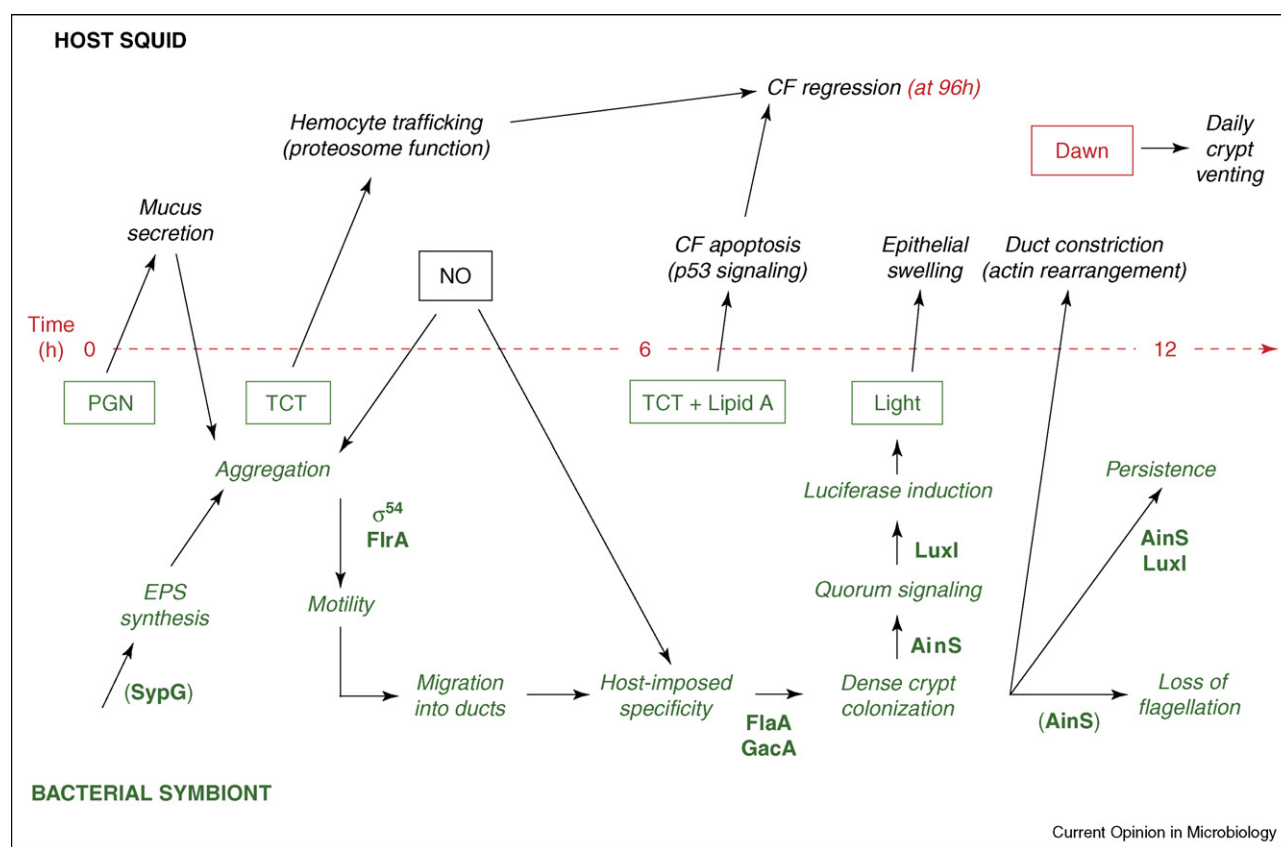 HOST SQUID
CF regression (at 96h)
Hemocyte trafficking
(proteosome function)
Dawn
Daily
crypt
venting
Mucus
secretion
NO
CF apoptosis
(p53 signaling)
Epithelial
swelling
Duct constriction
(actin rearrangement)
Time
(h) 0 6 12
PGN
TCT
TCT + Lipid A
Light
Aggregation
Luciferase induction
Persistence
σ54
FlrA
LuxI
AinS
LuxI
EPS
synthesis
Motility
Quorum signaling
AinS
(SypG)
Migration
into ducts
Host-imposed
specificity
FlaA
GacA
Dense crypt
colonization
(AinS)
Loss of
flagellation
BACTERIAL SYMBIONT
Current Opinion in Microbiology